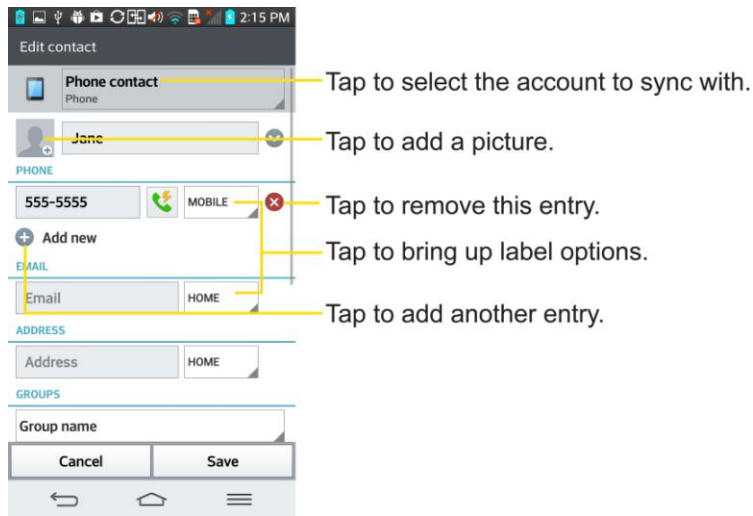 2:15 PM
Edit contact
Phone contact
Phone
Tap to select the account to sync with.
Jane
Tap to add a picture.
PHONE
555-5555
MOBILE
Tap to remove this entry.
Add new
Tap to bring up label options.
EMAIL
Email
HOME
Tap to add another entry.
ADDRESS
Address
HOME
GROUPS
Group name
Cancel
Save